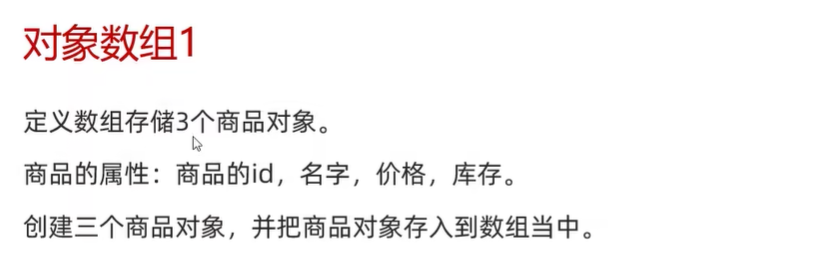 对象数组1
定义数组存储3个商品对象。
商品的属性：商品的id，名字，价格，库存。
创建三个商品对象，并把商品对象存入到数组当中。